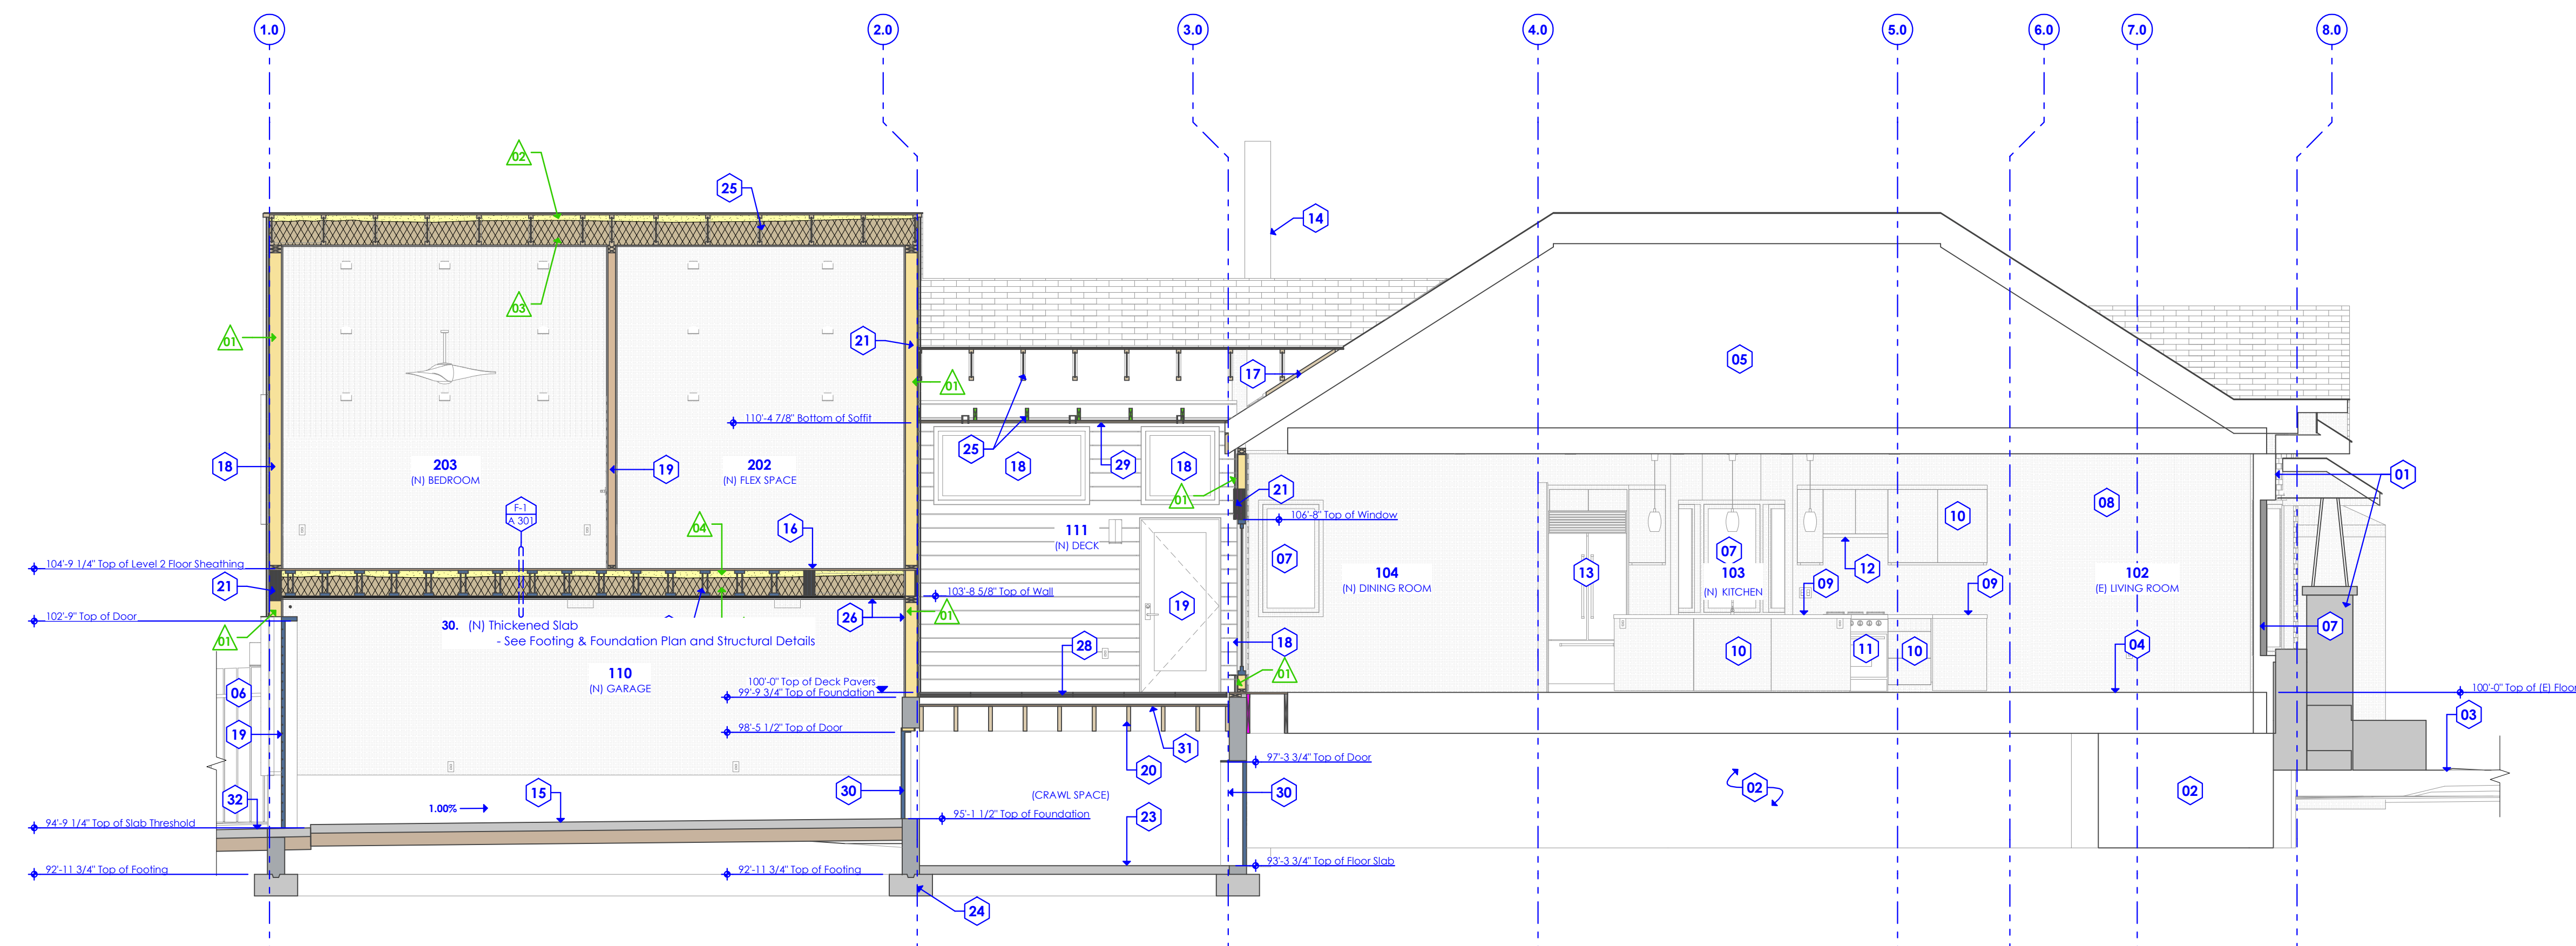 1.0
2.0
3.0
4.0
5.0
6.0
7.0
8.0
02
25
14
03
01
21
17
05
01
110'-4 7/8" Bottom of Soffit
18
203
(N) BEDROOM
19
202
(N) FLEX SPACE
25
18
29
18
01
21
01
08
F-1
A 301
04
16
111
(N) DECK
106'-8" Top of Window
10
07
07
104'-9 1/4" Top of Level 2 Floor Sheathing
21
103'-8 5/8" Top of Wall
13
12
104
(N) DINING ROOM
103
(N) KITCHEN
09
09
102
(E) LIVING ROOM
102'-9" Top of Door
01
26
01
19
30. (N) Thickened Slab
- See Footing & Foundation Plan and Structural Details
28
18
10
11
10
04
07
110
(N) GARAGE
01
06
100'-0" Top of Deck Pavers
99'-9 3/4" Top of Foundation
100'-0" Top of (E) Floor
19
98'-5 1/2" Top of Door
31
03
20
97'-3 3/4" Top of Door
32
1.00%
15
30
(CRAWL SPACE)
30
02
02
94'-9 1/4" Top of Slab Threshold
95'-1 1/2" Top of Foundation
23
92'-11 3/4" Top of Footing
92'-11 3/4" Top of Footing
93'-3 3/4" Top of Floor Slab
24